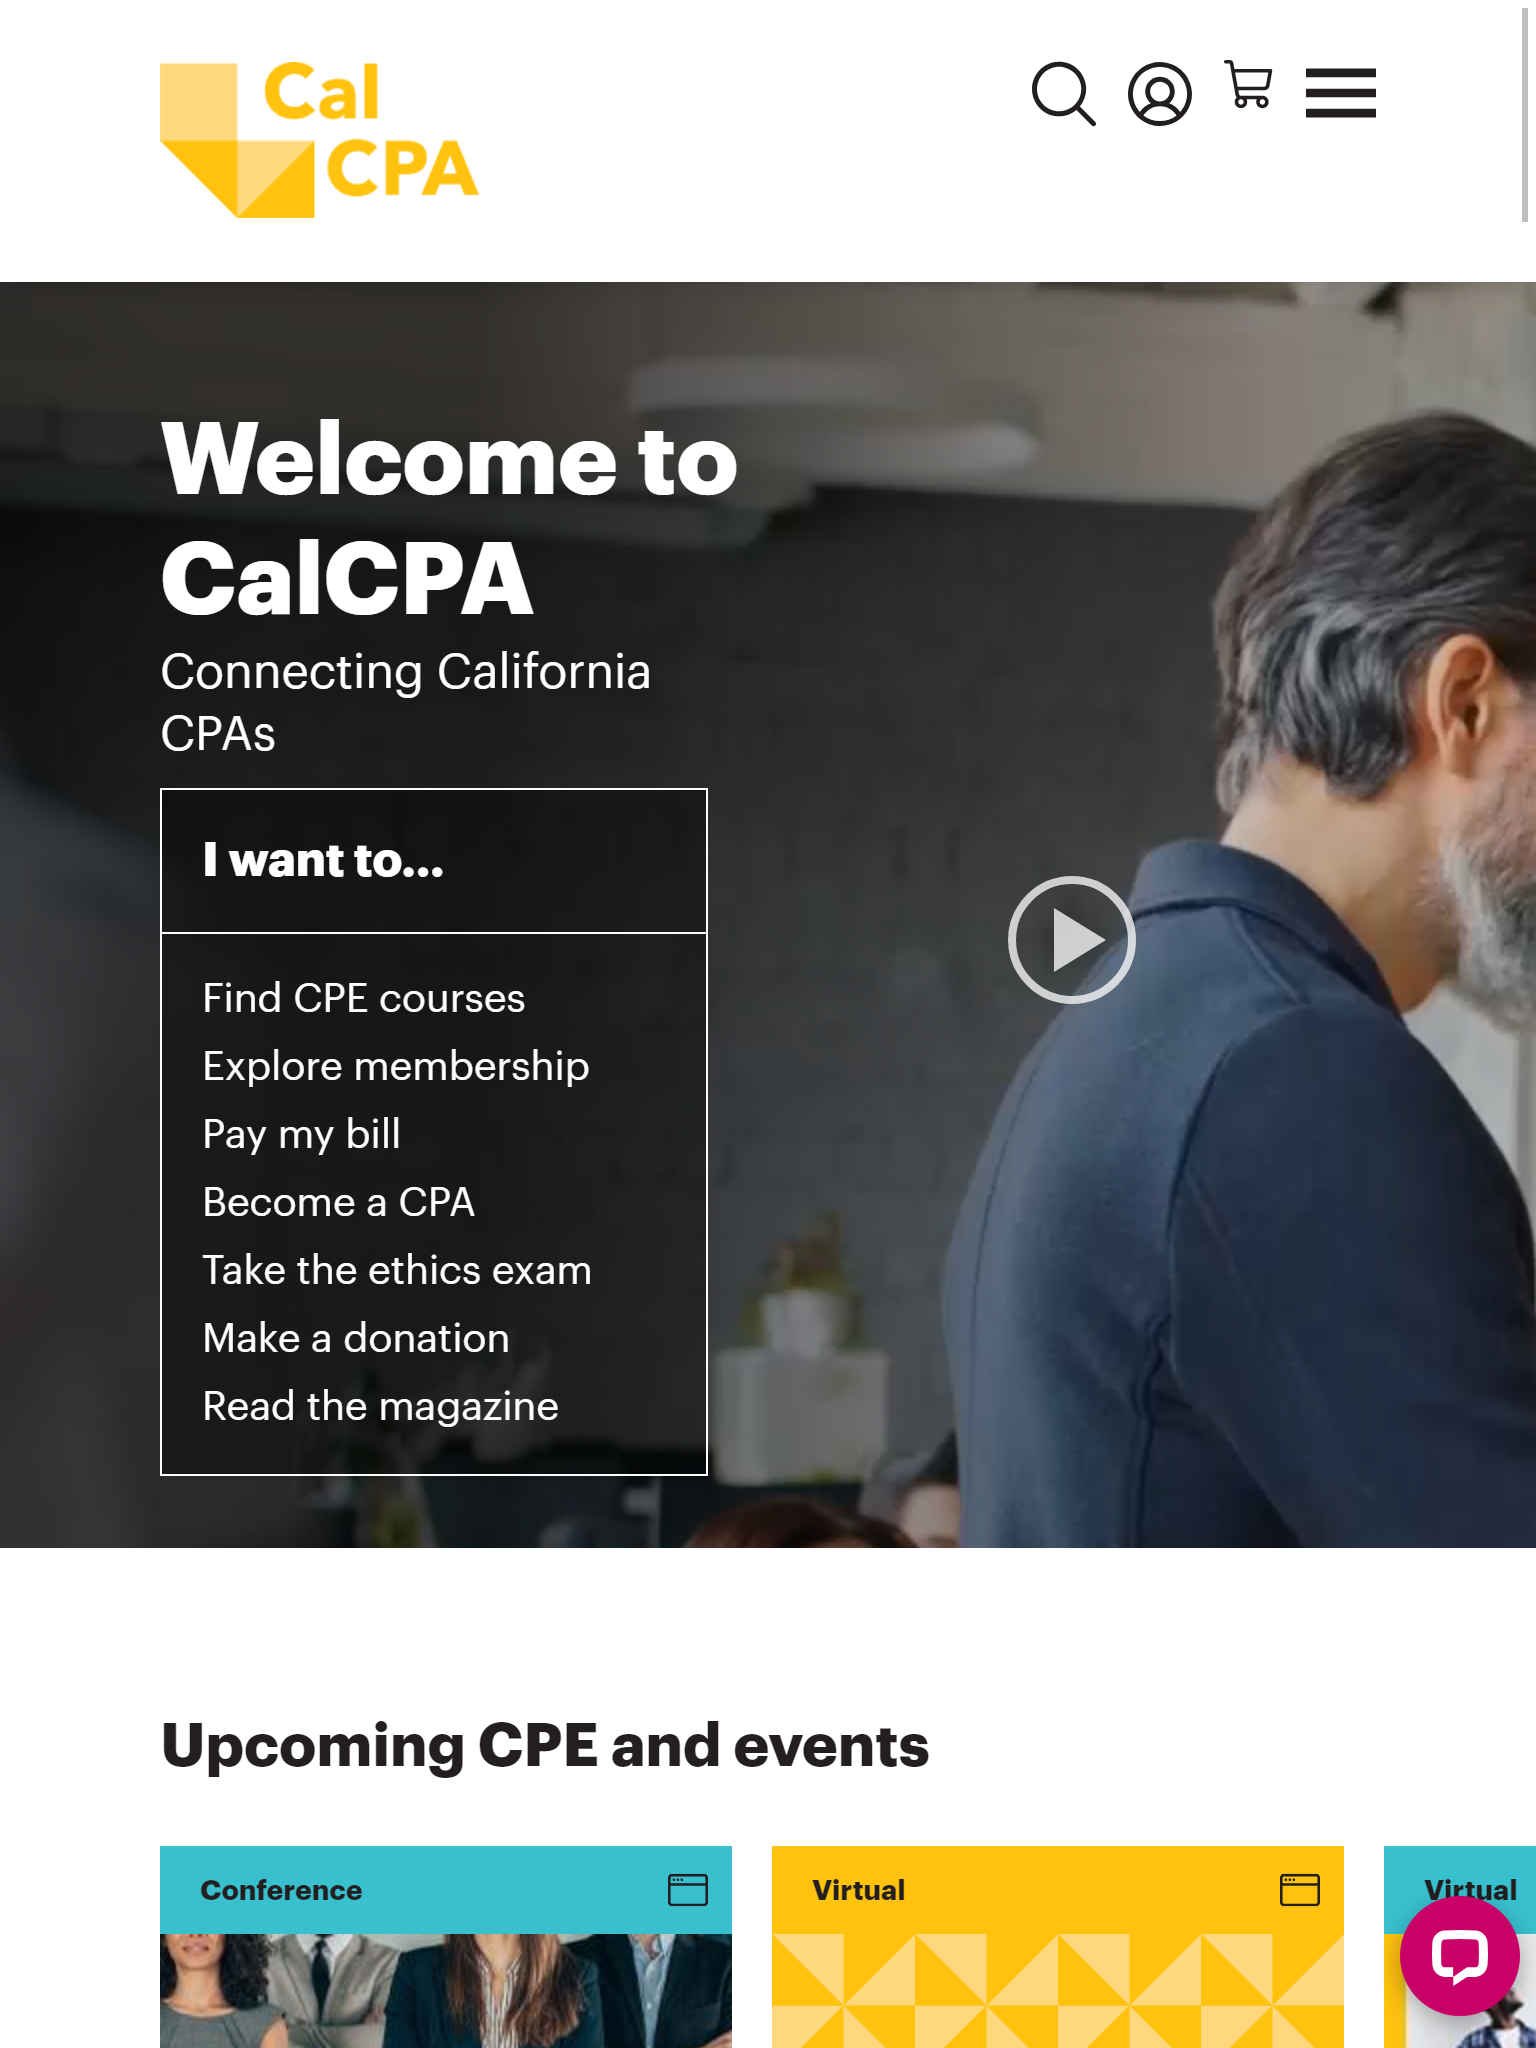 Cal
CPA
Welcome to
CalCPA
Connecting California
CPAs
I want to...
Find CPE courses
Explore membership
Pay my bill
Become a CPA
Take the ethics exam
Make a donation
Read the magazine
Upcoming CPE and events
Conference
Virtual
Virtual